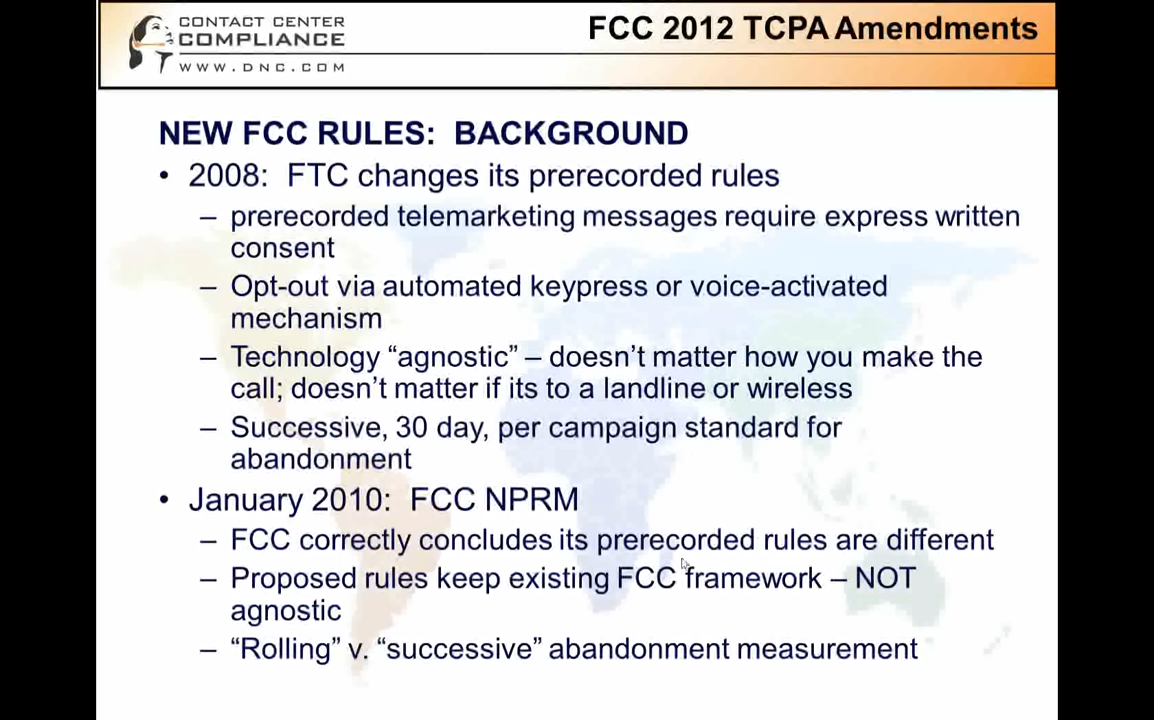 CONTACT CENTER
COMPLIANCE
WWW.DNC.COM
FCC 2012 TCPA Amendments
NEW FCC RULES: BACKGROUND
• 2008: FTC changes its prerecorded rules
– prerecorded telemarketing messages require express written
consent
– Opt-out via automated keypress or voice-activated
mechanism
– Technology “agnostic” – doesn’t matter how you make the
call; doesn’t matter if its to a landline or wireless
– Successive, 30 day, per campaign standard for
abandonment
• January 2010: FCC NPRM
– FCC correctly concludes its prerecorded rules are different
– Proposed rules keep existing FCC framework – NOT
agnostic
– “Rolling” v. “successive” abandonment measurement